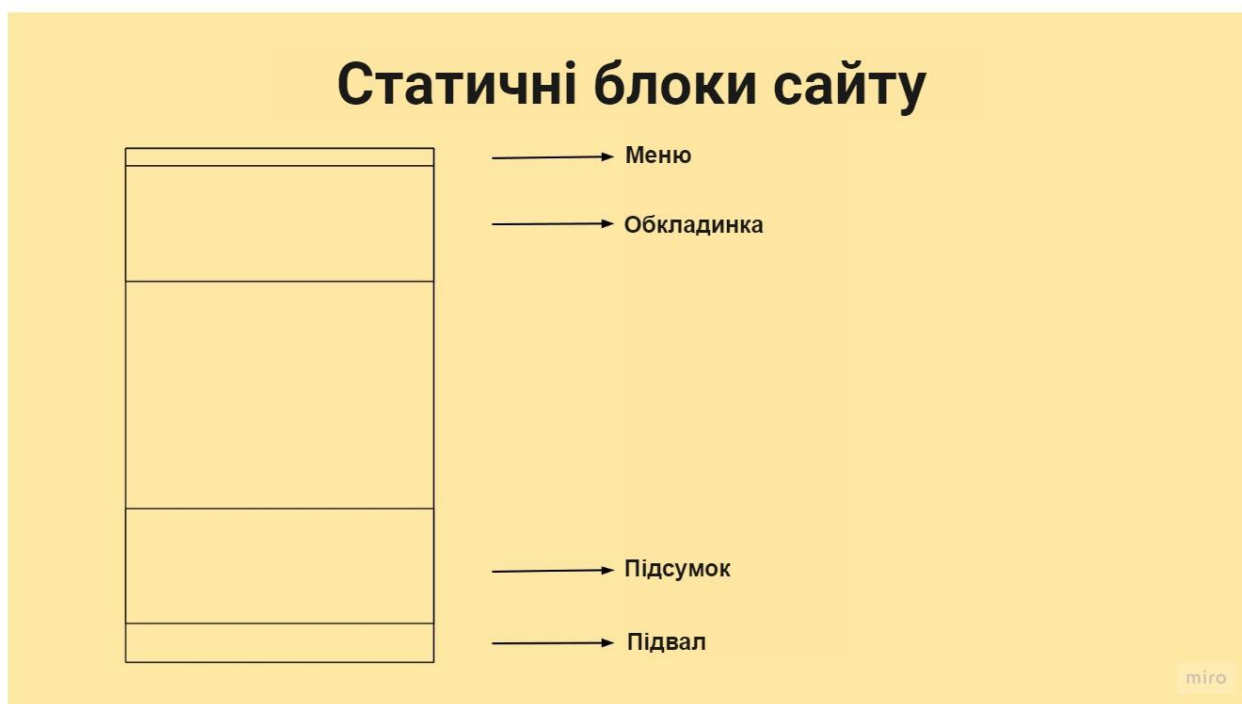 Статичні блоки сайту
Меню
Обкладинка
Підсумок
Підвал
miro